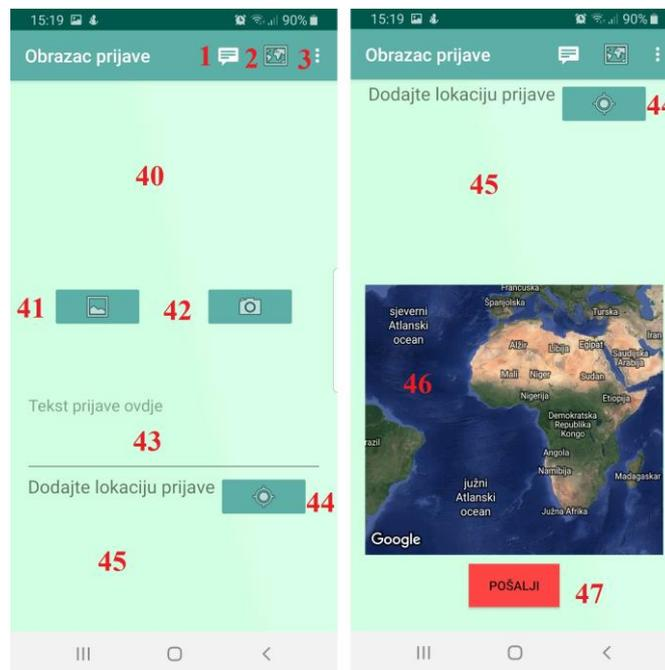 15:19
90%
Obrazac prijave
1
2
3
40
41
42
Tekst prijave ovdje
43
Dodajte lokaciju prijave
44
45
15:19
90%
Obrazac prijave
Dodajte lokaciju prijave
44
45
Francuska
Španjolska
Turska
sjeverni
Atlanski
ocean
Alžir
Libija
Egipat
Iran
Saudijska
Arabija
46
Mali
Niger
Sudan
Nigerija
Etiopija
Demokratska
Republika
Kongo
razil
Angola
Namibija
Madagaskar
južni
Atlanski
ocean
Južna Afrika
Google
POŠALJI
47